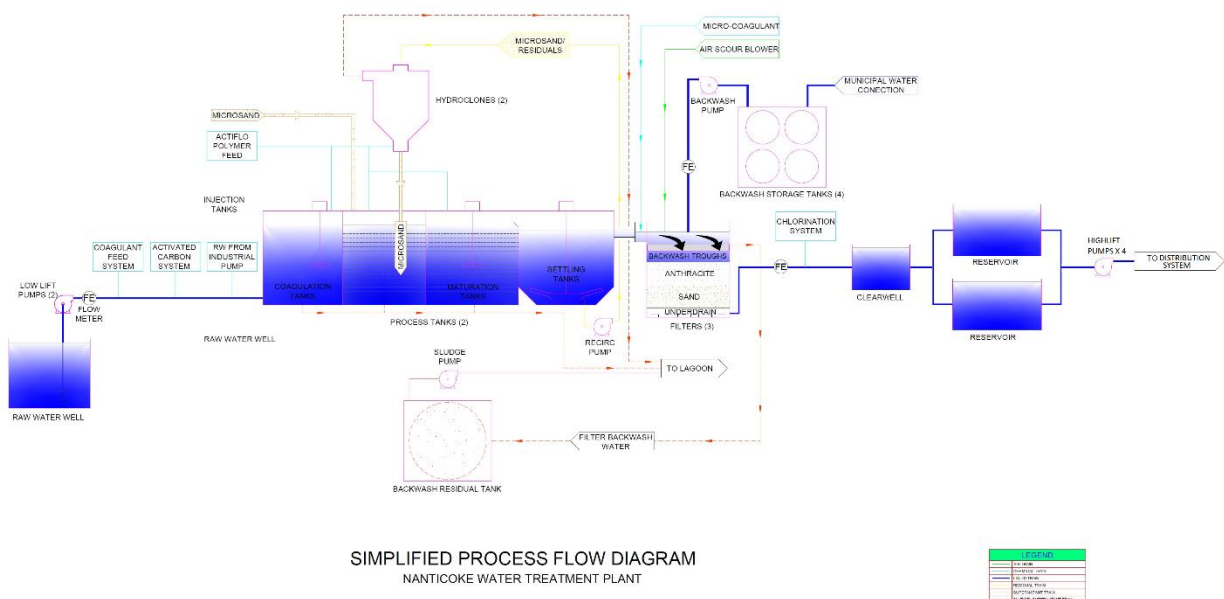 MICRO-COAGULANT
AIR SCOUR BLOWER
MICROSAND/
RESIDUALS
HYDROCLONES (2)
BACKWASH
PUMP
MUNICIPAL WATER
CONECTION
MICROSAND
ACTIFLO
POLYMER
FEED
FE
BACKWASH STORAGE TANKS (4)
INJECTION
TANKS
CHLORINATION
SYSTEM
COAGULANT
FEED
SYSTEM
ACTIVATED
CARBON
SYSTEM
RW FROM
INDUSTRIAL
PUMP
MICROSAND
SETTLING
TANKS
BACKWASH TROUGHS
ANTHRACITE
SAND
UNDERDRAIN
FILTERS (3)
FE
CLEARWELL
RESERVOIR
RESERVOIR
HIGHLIFT
PUMPS X 4
TO DISTRIBUTION
SYSTEM
LOW LIFT
PUMPS (2)
FE
FLOW
METER
COAGULATION
TANKS
MATURATION
TANKS
PROCESS TANKS (2)
RECIRC
PUMP
RAW WATER WELL
SLUDGE
PUMP
TO LAGOON
RAW WATER WELL
FILTER BACKWASH
WATER
BACKWASH RESIDUAL TANK
SIMPLIFIED PROCESS FLOW DIAGRAM
NANTICOKE WATER TREATMENT PLANT
LEGEND